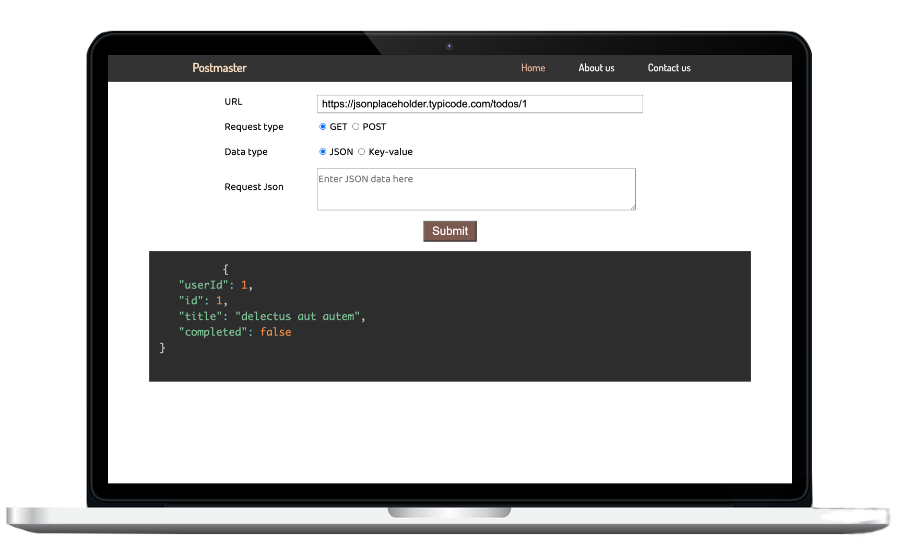 Postmaster Home About us Contact us
URL https://jsonplaceholder.typicode.com/todos/1
Request type GET POST
Data type JSON Key-value
Request Json Enter JSON data here
Submit
{
"userId": 1,
"id": 1,
"title": "delectus aut autem",
"completed": false
}